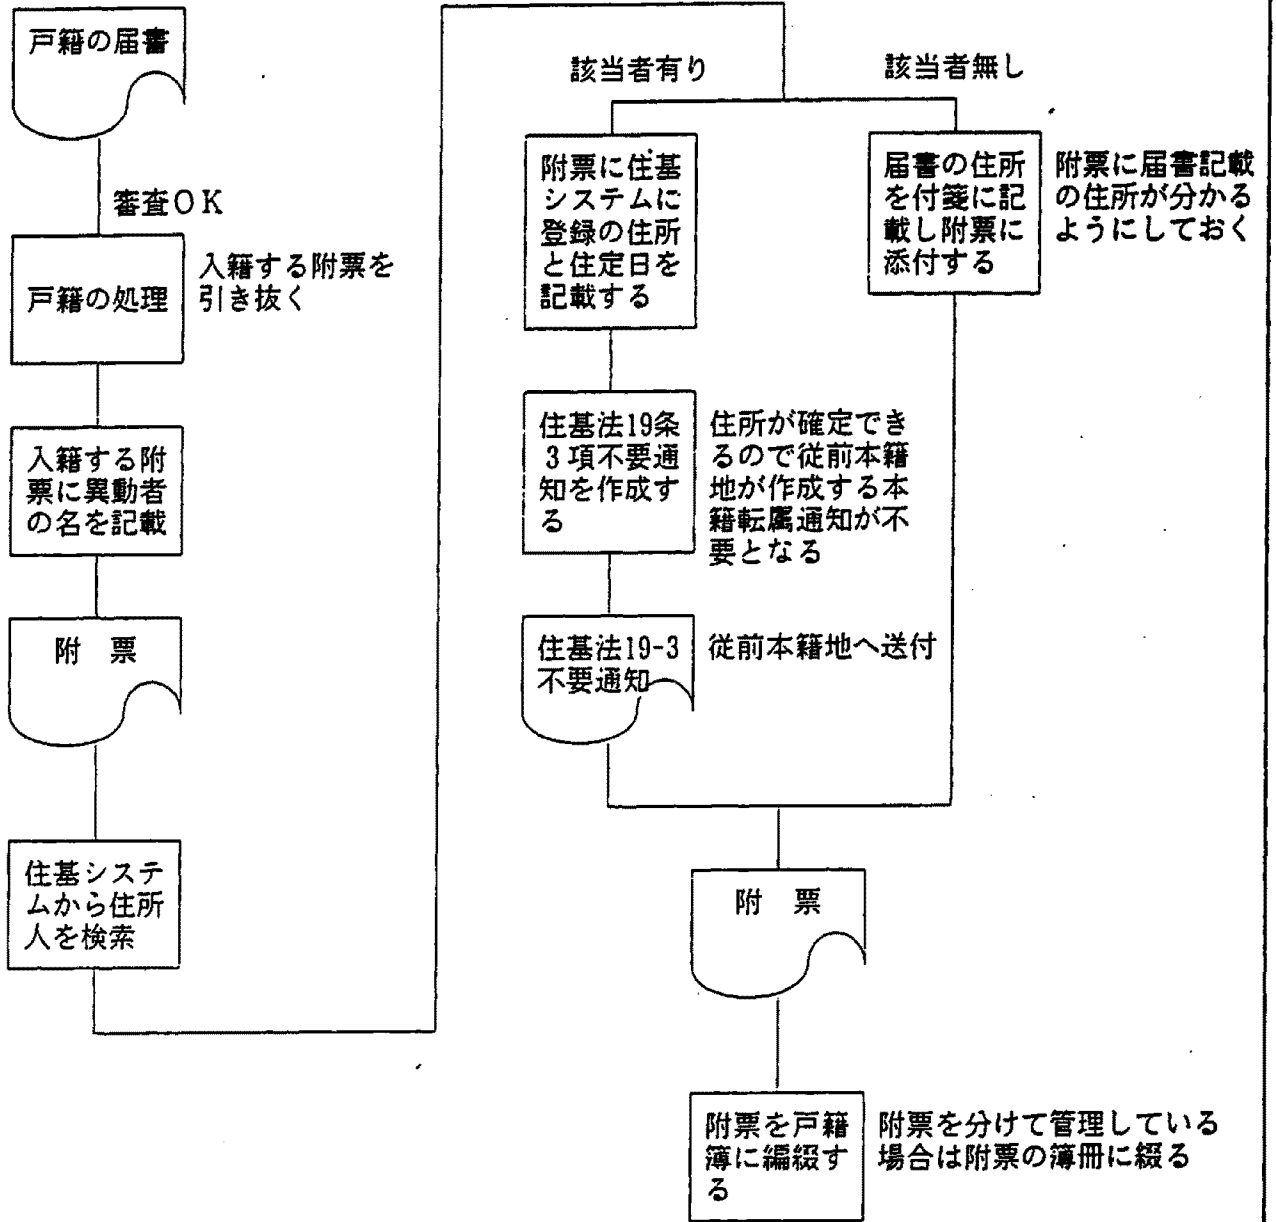 戸籍の届書
審査ＯＫ
戸籍の処理
入籍する附票を
引き抜く
入籍する附
票に異動者
の名を記載
附　票
住基システ
ムから住所
人を検索
該当者有り
該当者無し
附票に住基
システムに
登録の住所
と住定日を
記載する
届書の住所
を付箋に記
載し附票に
添付する
附票に届書記載
の住所が分かる
ようにしておく
住基法19条
3項不要通
知を作成す
る
住所が確定でき
るので従前本籍
地が作成する本
籍転属通知が不
要となる
住基法19-3
不要通知
従前本籍地へ送付
附　票
附票を戸籍
簿に編綴す
る
附票を分けて管理している
場合は附票の簿冊に綴る